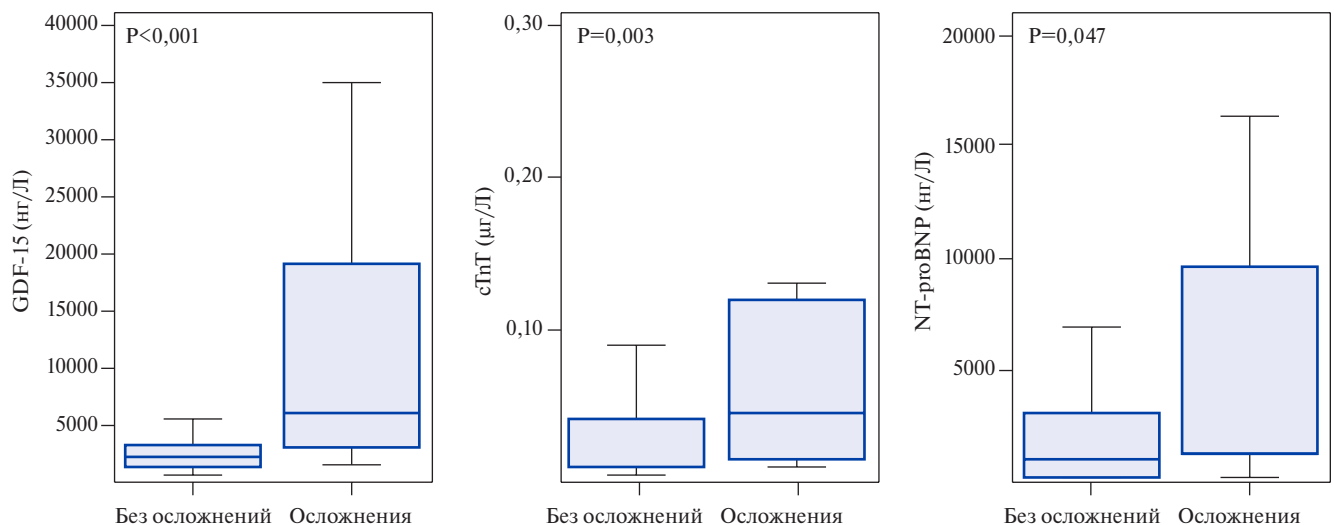 P<0,001
40000
35000
30000
25000
20000
15000
10000
5000
GDF-15 (нг/Л)
Без осложнений Осложнения
P=0,003
0,30
0,20
0,10
cTnT (µг/Л)
Без осложнений Осложнения
P=0,047
20000
15000
10000
5000
NT-proBNP (нг/Л)
Без осложнений Осложнения